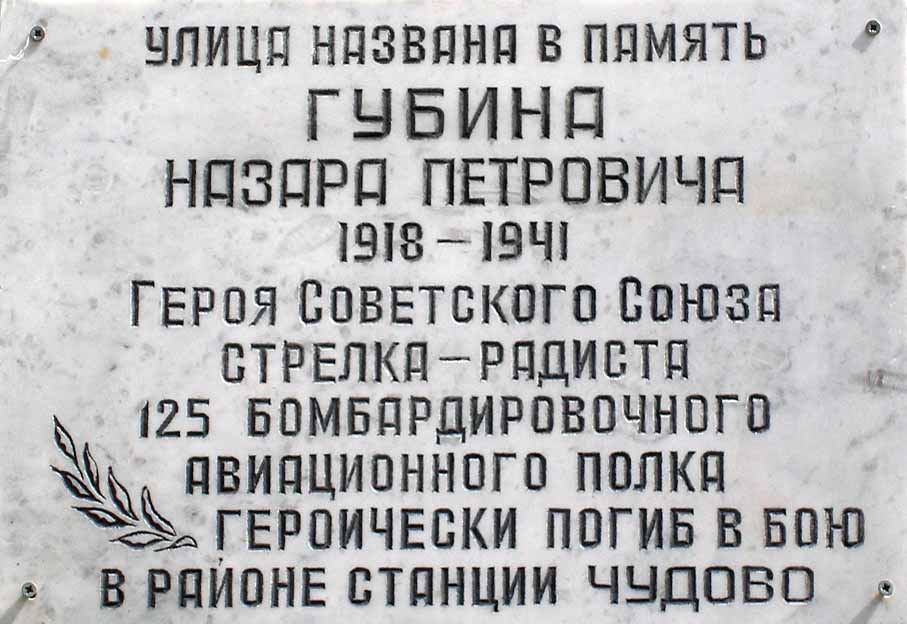 УЛИЦА НАЗВАНА В ПАМЯТЬ
ГУБИНА
НАЗАРА ПЕТРОВИЧА
1918 – 1941
ГЕРОЯ СОВЕТСКОГО СОЮЗА
СТРЕЛКА – РАДИСТА
125 БОМБАРДИРОВОЧНОГО
АВИАЦИОННОГО ПОЛКА
ГЕРОИЧЕСКИ ПОГИБ В БОЮ
В РАЙОНЕ СТАНЦИИ ЧУДОВО